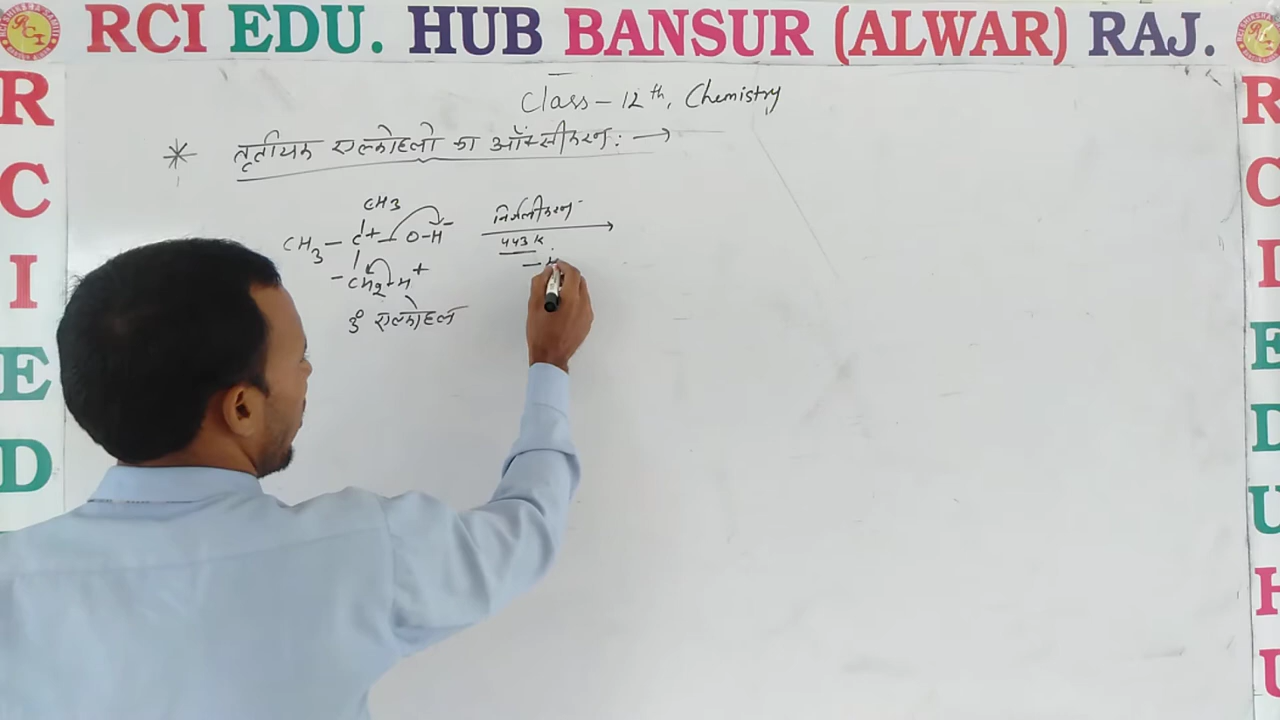 RCI EDU. HUB BANSUR (ALWAR) RAJ.
Class - 12th, Chemistry
* तृतीयक एल्कोहलो का ऑक्सीकरण : →
CH3
CH3 - C+ - O-H- निर्जलीकरण
443 K
- CH2 - H+
3° एल्कोहल
R
C
I
E
D
R
C
I
E
D
U
H
U